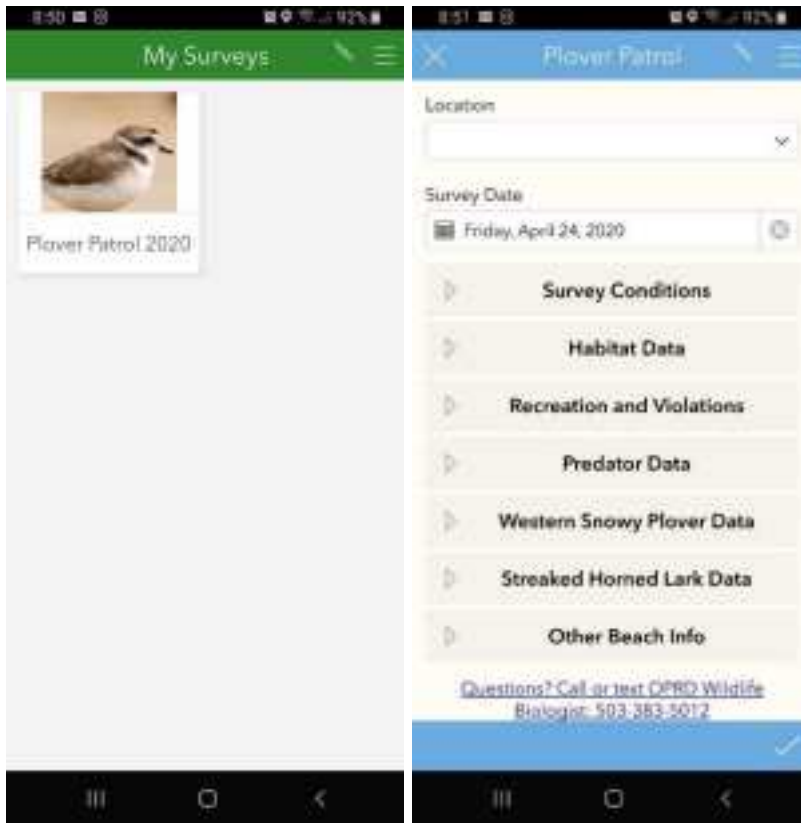 8:50
92%
My Surveys
Plover Patrol 2020
8:51
92%
Plover Patrol
Location
Survey Date
Friday, April 24, 2020
Survey Conditions
Habitat Data
Recreation and Violations
Predator Data
Western Snowy Plover Data
Streaked Horned Lark Data
Other Beach Info
Questions? Call or text OPRD Wildlife
Biologist: 503-383-5012